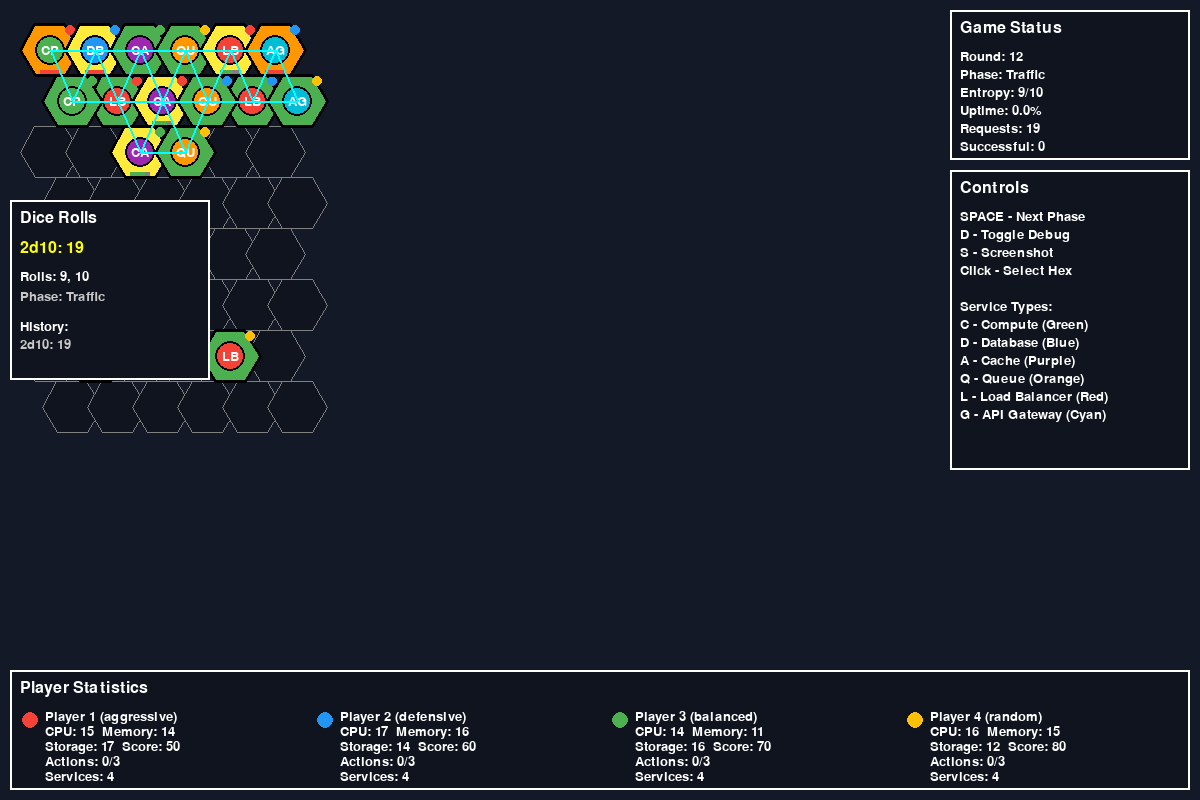 CP DB CA QU LB AG
CP LB CA QU LB AG
CA QU
LB
Dice Rolls
2d10: 19
Rolls: 9, 10
Phase: Traffic
History:
2d10: 19
Game Status
Round: 12
Phase: Traffic
Entropy: 9/10
Uptime: 0.0%
Requests: 19
Successful: 0
Controls
SPACE - Next Phase
D - Toggle Debug
S - Screenshot
Click - Select Hex
Service Types:
C - Compute (Green)
D - Database (Blue)
A - Cache (Purple)
Q - Queue (Orange)
L - Load Balancer (Red)
G - API Gateway (Cyan)
Player Statistics
Player 1 (aggressive)
CPU: 15 Memory: 14
Storage: 17 Score: 50
Actions: 0/3
Services: 4
Player 2 (defensive)
CPU: 17 Memory: 16
Storage: 14 Score: 60
Actions: 0/3
Services: 4
Player 3 (balanced)
CPU: 14 Memory: 11
Storage: 16 Score: 70
Actions: 0/3
Services: 4
Player 4 (random)
CPU: 16 Memory: 15
Storage: 12 Score: 80
Actions: 0/3
Services: 4